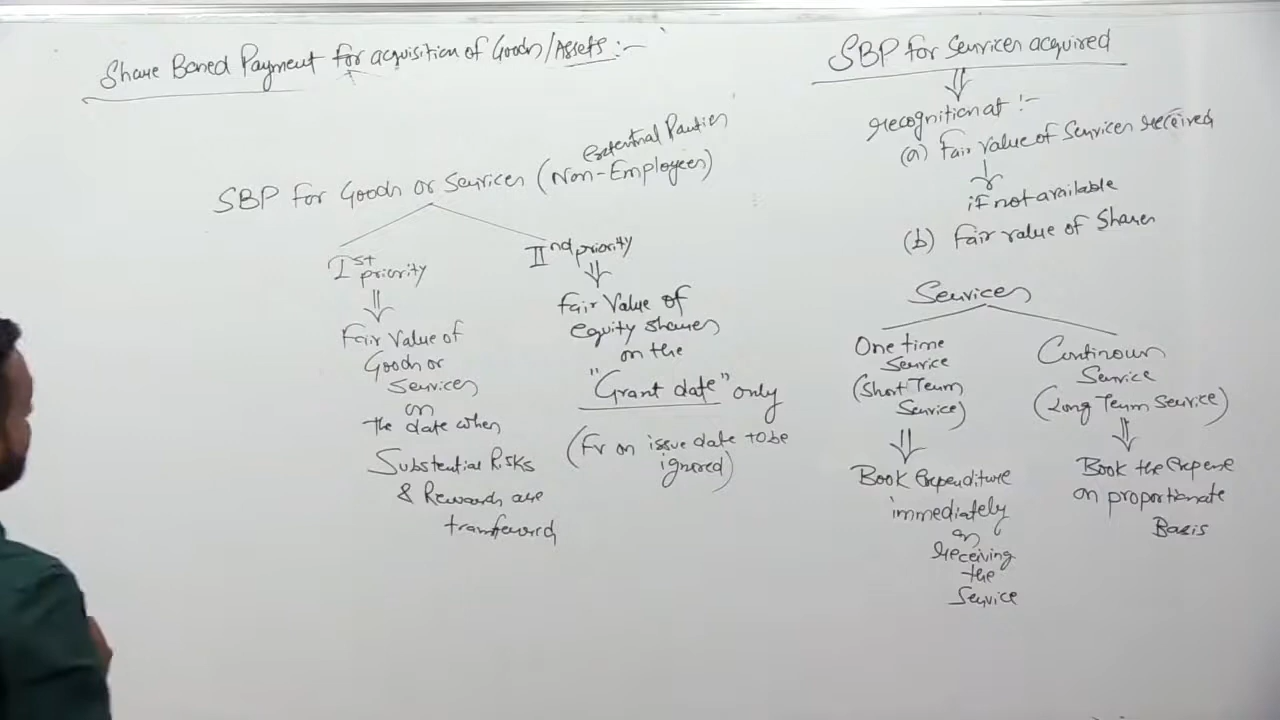 Share Based Payment for acquisition of Goods/Assets :-
external Parties
SBP for Goods or Services (Non-Employees)
Ist priority
Fair Value of
Goods or
Services
on
the date when
Substential Risks
& Rewards are
transferred
IInd priority
Fair Value of
equity shares
on the
"Grant date" only
(Fv on issue date to be
ignored)
SBP for Services acquired
recognition at :-
(a) Fair value of Services received
if not available
(b) Fair value of Shares
Services
One time
Service
(Short Term
Service)
Book Expenditure
immediately
on
receiving
the
Service
Continous
Service
(Long Term Service)
Book the Expense
on proportionate
Basis